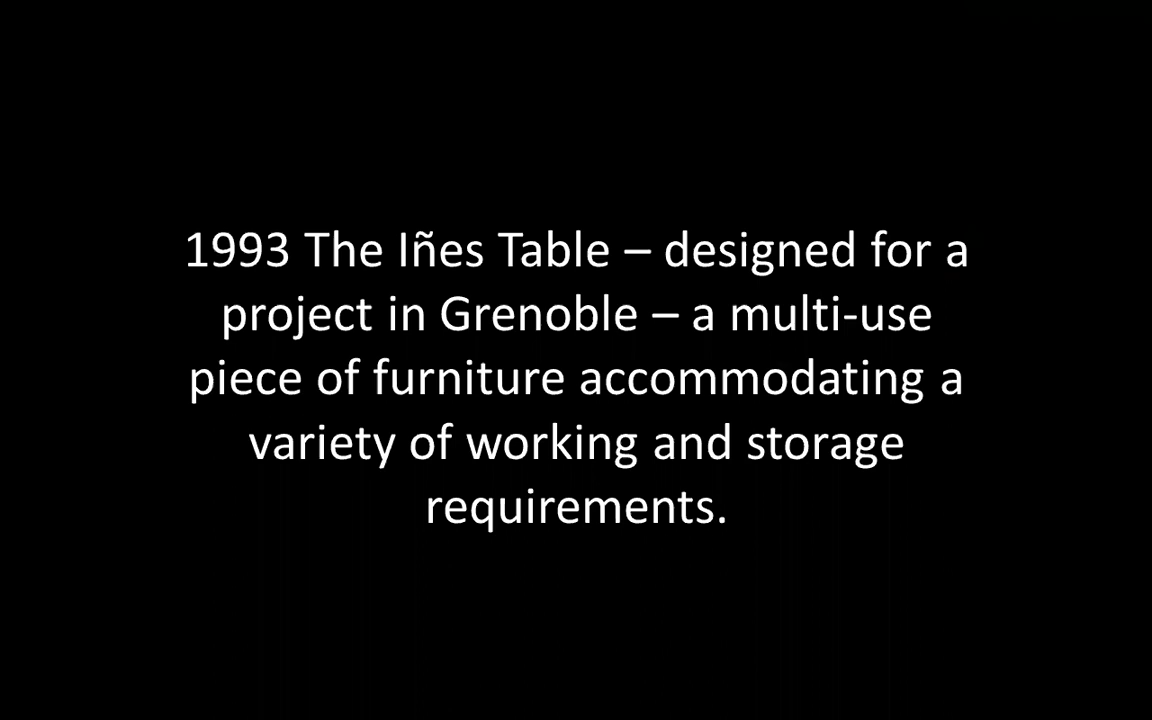 1993 The Iñes Table – designed for a
project in Grenoble – a multi-use
piece of furniture accommodating a
variety of working and storage
requirements.